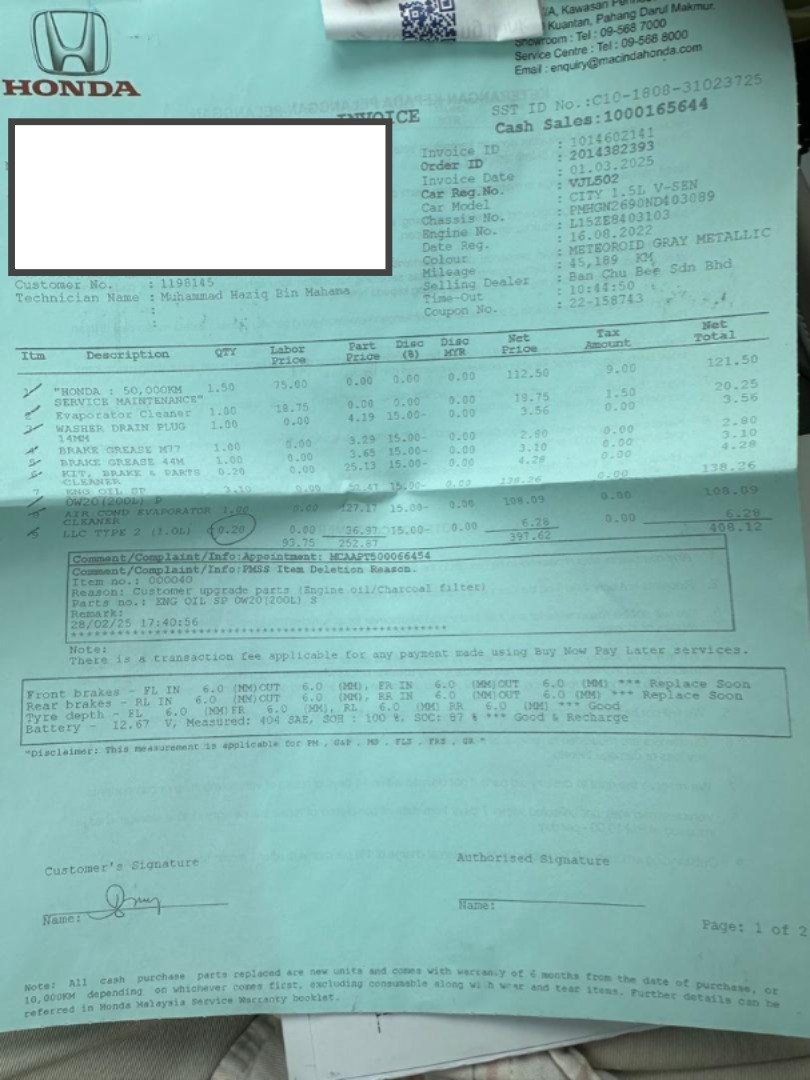 HONDA
/A, Kawasan
Kuantan, Pahang Darul Makmur.
Showroom : Tel : 09-568 7000
Service Centre : Tel : 09-568 8000
Email : enquiry@macindahonda.com
SST ID No.:C10-1808-31023725
INVOICE
Cash Sales:1000165644
Invoice ID : 1014602141
Order ID : 2014382393
Invoice Date : 01.03.2025
Car Reg.No. : VJL502
Car Model : CITY 1.5L V-SEN
Chassis No. : PMHGN2690ND403089
Engine No. : L15ZE8403103
Date Reg. : 16.08.2022
Colour : METEOROID GRAY METALLIC
Mileage : 45,189 KM
Selling Dealer : Ban Chu Bee Sdn Bhd
Time-Out : 10:44:50
Coupon No. : 22-158743
Customer No. : 1198145
Technician Name : Muhammad Haziq Bin Mahama
:
:
Itm Description QTY Labor Price Part Price Disc (%) Disc MYR Net Price Tax Amount Net Total
"HONDA : 50,000KM 1.50 75.00 0.00 0.00 0.00 112.50 9.00 121.50
SERVICE MAINTENANCE"
Evaporator Cleaner 1.00 18.75 0.00 0.00 18.75 1.50 20.25
WASHER DRAIN PLUG 1.00 0.00 4.19 15.00- 0.00 3.56 0.00 3.56
14MM
BRAKE GREASE M77 1.00 0.00 3.29 15.00- 0.00 2.80 2.80
BRAKE GREASE 44M 1.00 0.00 3.65 15.00- 0.00 3.10 3.10
KIT, BRAKE & PARTS 0.20 0.00 25.13 15.00- 0.00 4.28 0.00 4.28
CLEANER
ENG OIL SP 3.10 0.00 15.00- 0.00 138.26 0.00 138.26
0W20(200L) P
AIR COND EVAPORATOR 1.00 0.00 127.17 15.00- 0.00 108.09 0.00 108.09
CLEANER
LLC TYPE 2 (1.0L) 0.20 0.00 36.97 15.00- 0.00 6.28 0.00 6.28
93.75 252.87 397.62 408.12
Comment/Complaint/Info:Appointment: MCAAPT500066454
Comment/Complaint/Info:PMSS Item Deletion Reason.
Item no.: 000040
Reason: Customer upgrade parts (Engine oil/Charcoal filter)
Parts no.: ENG OIL SP 0W20(200L) S
Remark:
28/02/25 17:40:56
Note:
There is a transaction fee applicable for any payment made using Buy Now Pay Later services.
Front brakes - FL IN 6.0 (MM)OUT 6.0 (MM), FR IN 6.0 (MM)OUT 6.0 (MM) *** Replace Soon
Rear brakes - RL IN 6.0 (MM)OUT 6.0 (MM), RR IN 6.0 (MM)OUT 6.0 (MM) *** Replace Soon
Tyre depth - FL 6.0 (MM)FR 6.0 (MM), RL 6.0 (MM) RR 6.0 (MM) *** Good
Battery - 12.67 V, Measured: 404 SAE, SOH : 100 %, SOC: 87 % *** Good & Recharge
"Disclaimer: This measurement is applicable for PM
Customer's Signature
Authorised Signature
Name:
Name:
Page: 1 of 2
Note: All cash purchase parts replaced are new units and comes with warranty of 6 months from the date of purchase, or
10,000KM depending on whichever comes first, excluding consumable along with wear and tear items. Further details can be
referred in Honda Malaysia Service Warranty booklet.